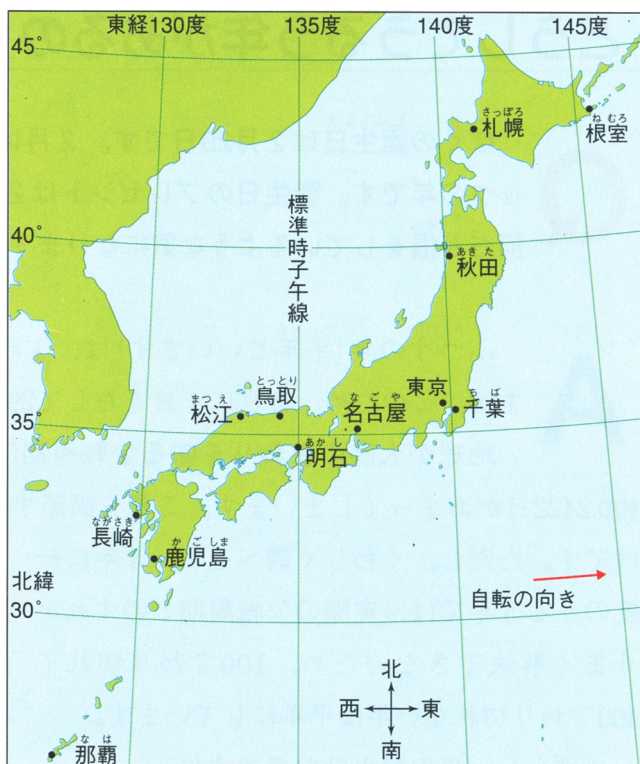 東経130度 135度 140度 145度
45°
さっぽろ
札幌
ねむろ
根室
標準時子午線
40°
あきた
秋田
とっとり
鳥取
まつえ
松江
なごや
名古屋
東京
ちば
千葉
35°
あかし
明石
ながさき
長崎
かごしま
鹿児島
北緯
30°
自転の向き
北
西 東
南
なは
那覇